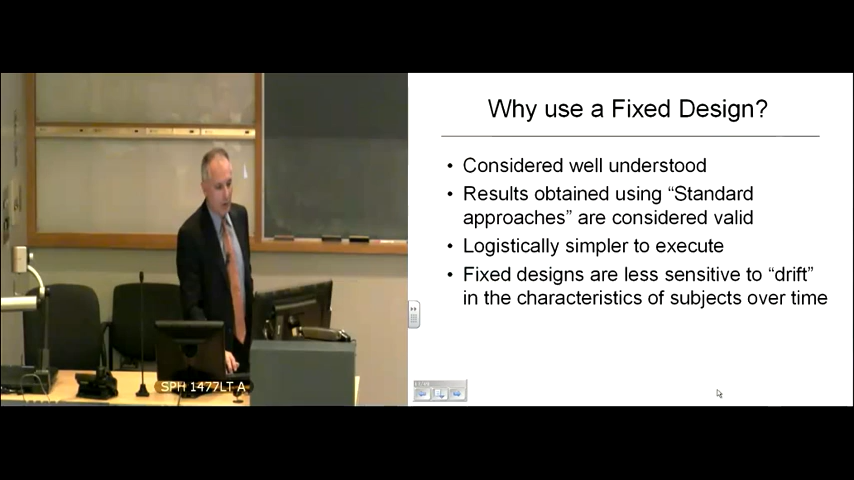 Why use a Fixed Design?
• Considered well understood
• Results obtained using “Standard
approaches” are considered valid
• Logistically simpler to execute
• Fixed designs are less sensitive to “drift”
in the characteristics of subjects over time
SPH 1477LT A